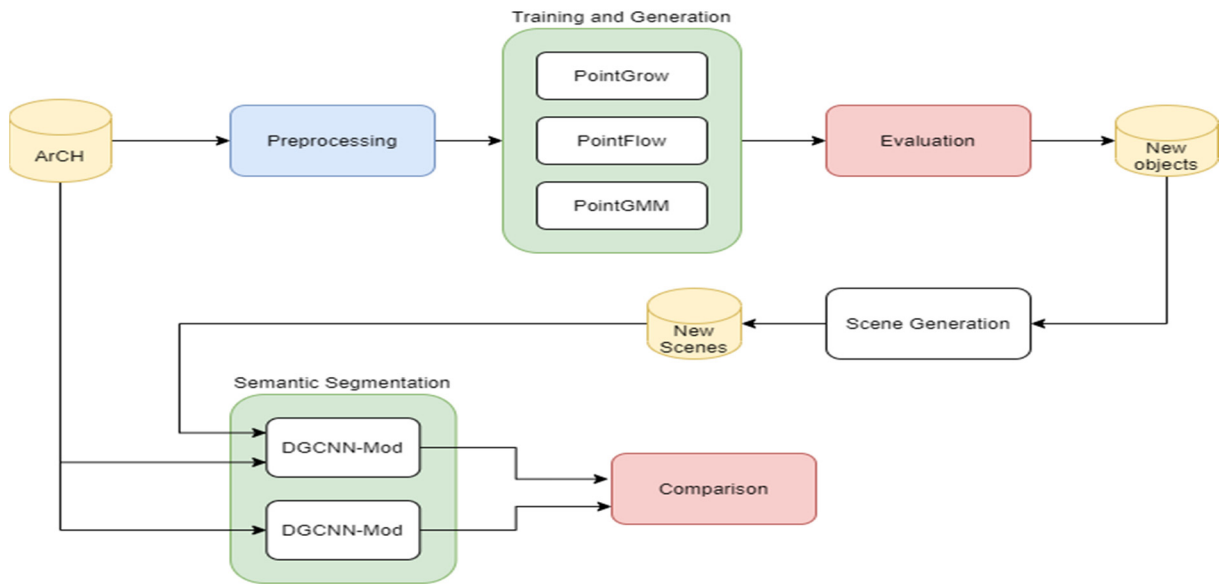 Training and Generation
PointGrow
PointFlow
PointGMM
ArCH
Preprocessing
Evaluation
New
objects
Scene Generation
New
Scenes
Semantic Segmentation
DGCNN-Mod
DGCNN-Mod
Comparison